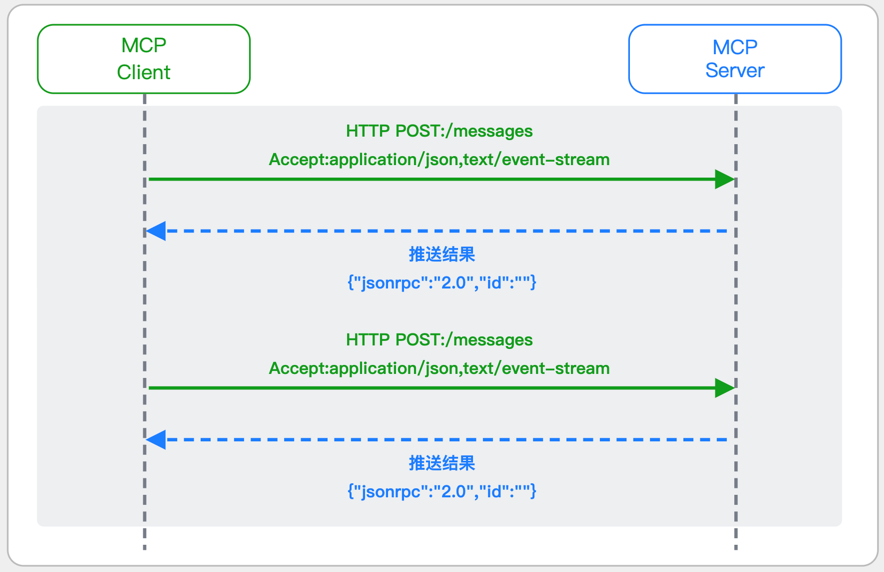 MCP
Client
MCP
Server
HTTP POST:/messages
Accept:application/json,text/event-stream
推送结果
{"jsonrpc":"2.0","id":""}
HTTP POST:/messages
Accept:application/json,text/event-stream
推送结果
{"jsonrpc":"2.0","id":""}